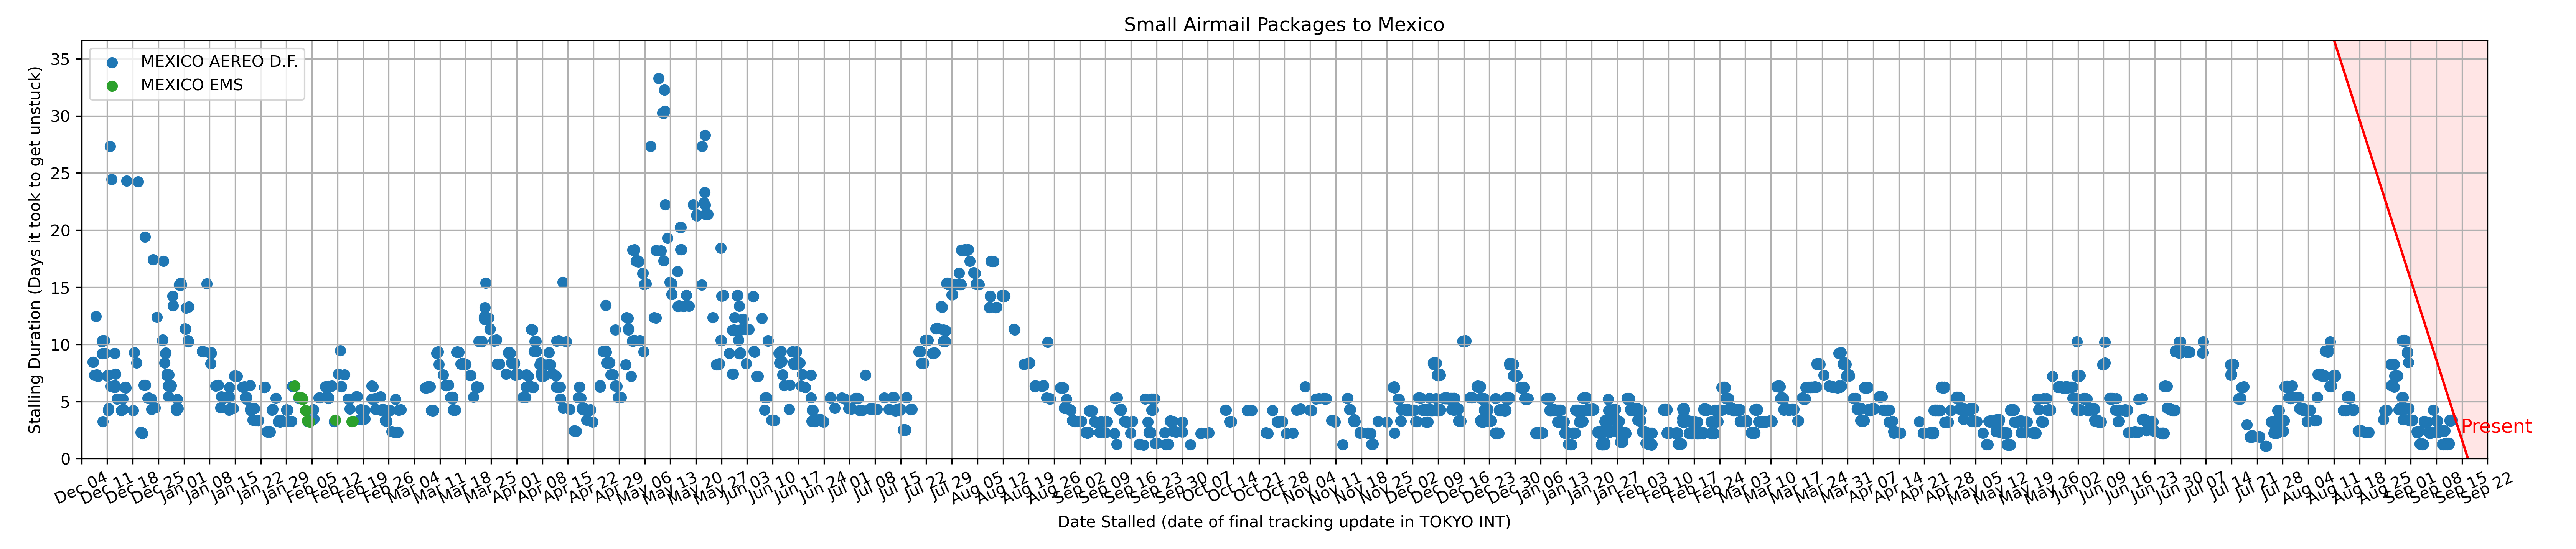 Small Airmail Packages to Mexico
MEXICO AEREO D.F.
MEXICO EMS
Stalling Duration (Days it took to get unstuck)
35
30
25
20
15
10
5
0
Present
Dec 04
Dec 11
Dec 18
Dec 25
Jan 01
Jan 08
Jan 15
Jan 22
Jan 29
Feb 05
Feb 12
Feb 19
Feb 26
Mar 04
Mar 11
Mar 18
Mar 25
Apr 01
Apr 08
Apr 15
Apr 22
Apr 29
May 06
May 13
May 20
May 27
Jun 03
Jun 10
Jun 17
Jun 24
Jul 01
Jul 08
Jul 15
Jul 22
Jul 29
Aug 05
Aug 12
Aug 19
Aug 26
Sep 02
Sep 09
Sep 16
Sep 23
Sep 30
Oct 07
Oct 14
Oct 21
Oct 28
Nov 04
Nov 11
Nov 18
Nov 25
Dec 02
Dec 09
Dec 16
Dec 23
Dec 30
Jan 06
Jan 13
Jan 20
Jan 27
Feb 03
Feb 10
Feb 17
Feb 24
Mar 03
Mar 10
Mar 17
Mar 24
Mar 31
Apr 07
Apr 14
Apr 21
Apr 28
May 05
May 12
May 19
May 26
Jun 02
Jun 09
Jun 16
Jun 23
Jun 30
Jul 07
Jul 14
Jul 21
Jul 28
Aug 04
Aug 11
Aug 18
Aug 25
Sep 01
Sep 08
Sep 15
Sep 22
Date Stalled (date of final tracking update in TOKYO INT)